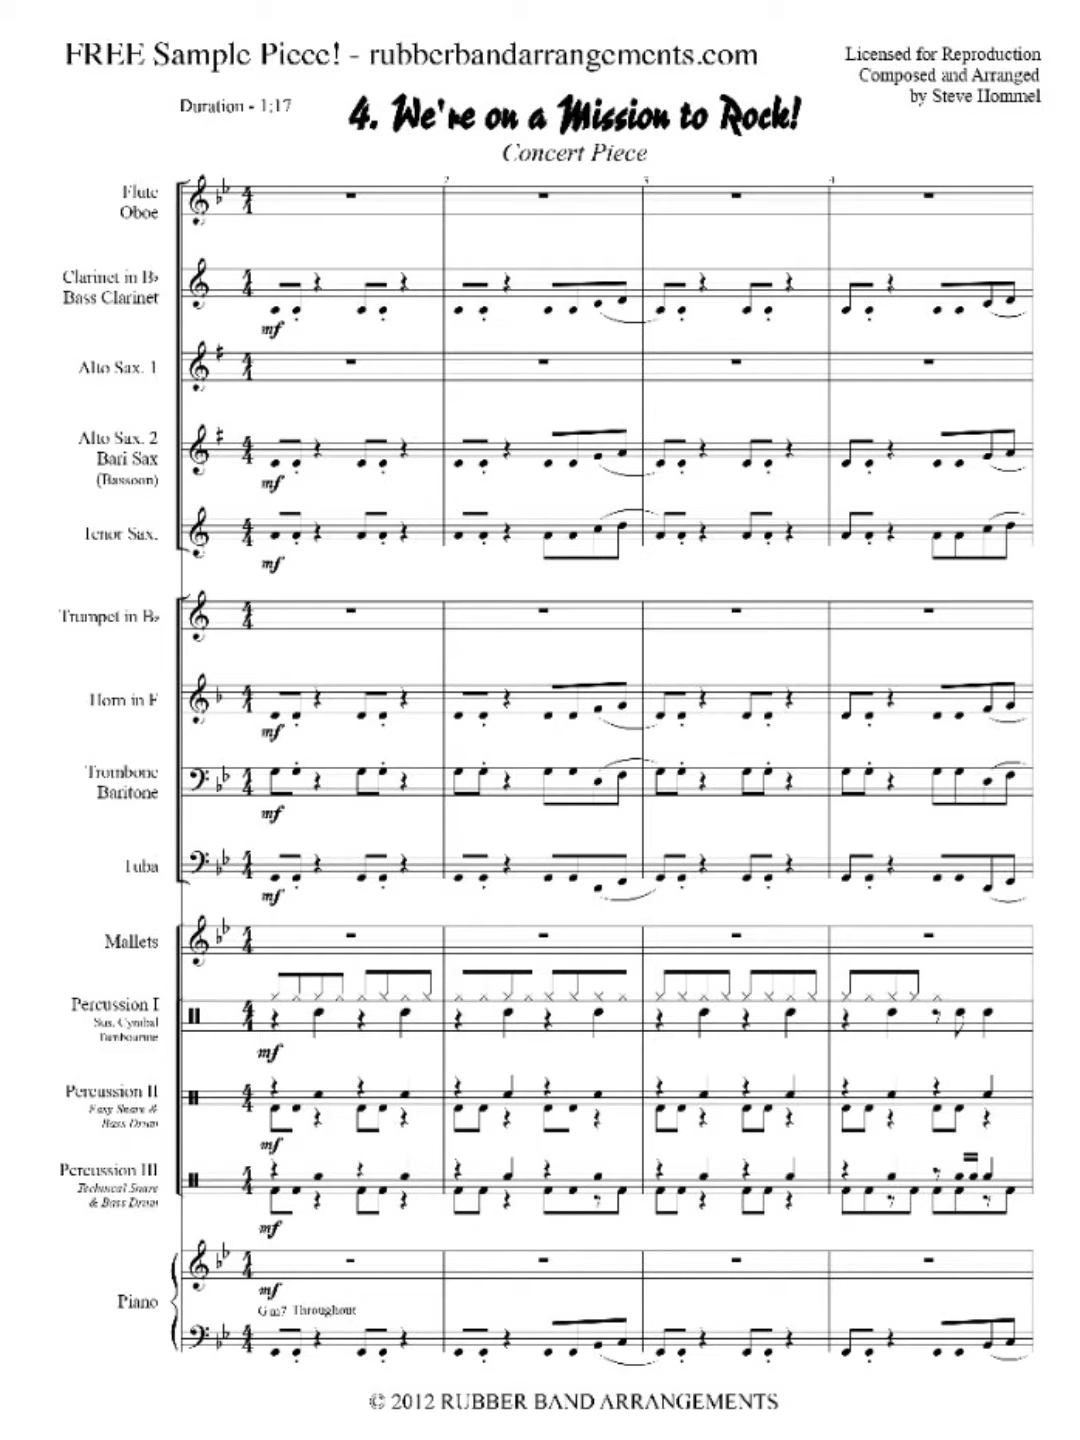 FREE Sample Piece! - rubberbandarrangements.com
Licensed for Reproduction
Composed and Arranged
by Steve Hommel
Duration - 1:17
4. We're on a Mission to Rock!
Concert Piece
2
3
4
Flute
Oboe
Clarinet in B♭
Bass Clarinet
mf
Alto Sax. 1
Alto Sax. 2
Bari Sax
(Bassoon)
mf
Tenor Sax.
mf
Trumpet in B♭
Horn in F
mf
Trombone
Baritone
mf
Tuba
mf
Mallets
Percussion I
Sus. Cymbal
Tambourine
mf
Percussion II
Easy Snare &
Bass Drum
mf
Percussion III
Technical Snare
& Bass Drum
mf
Piano
mf
Gm7 Throughout
© 2012 RUBBER BAND ARRANGEMENTS